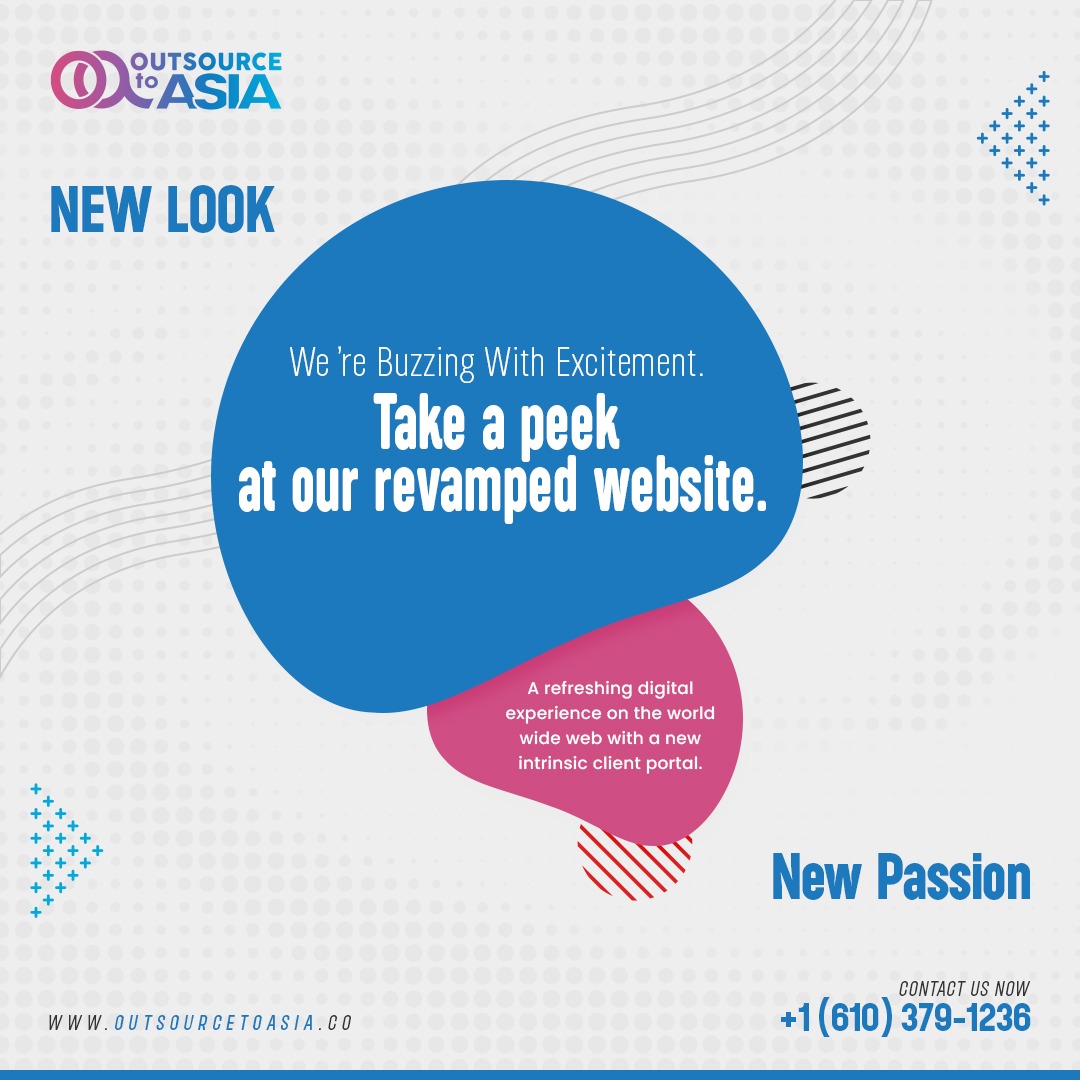 OUTSOURCE
to ASIA
NEW LOOK
We 're Buzzing With Excitement.
Take a peek
at our revamped website.
A refreshing digital
experience on the world
wide web with a new
intrinsic client portal.
New Passion
CONTACT US NOW
+1 (610) 379-1236
WWW.OUTSOURCETOASIA.CO